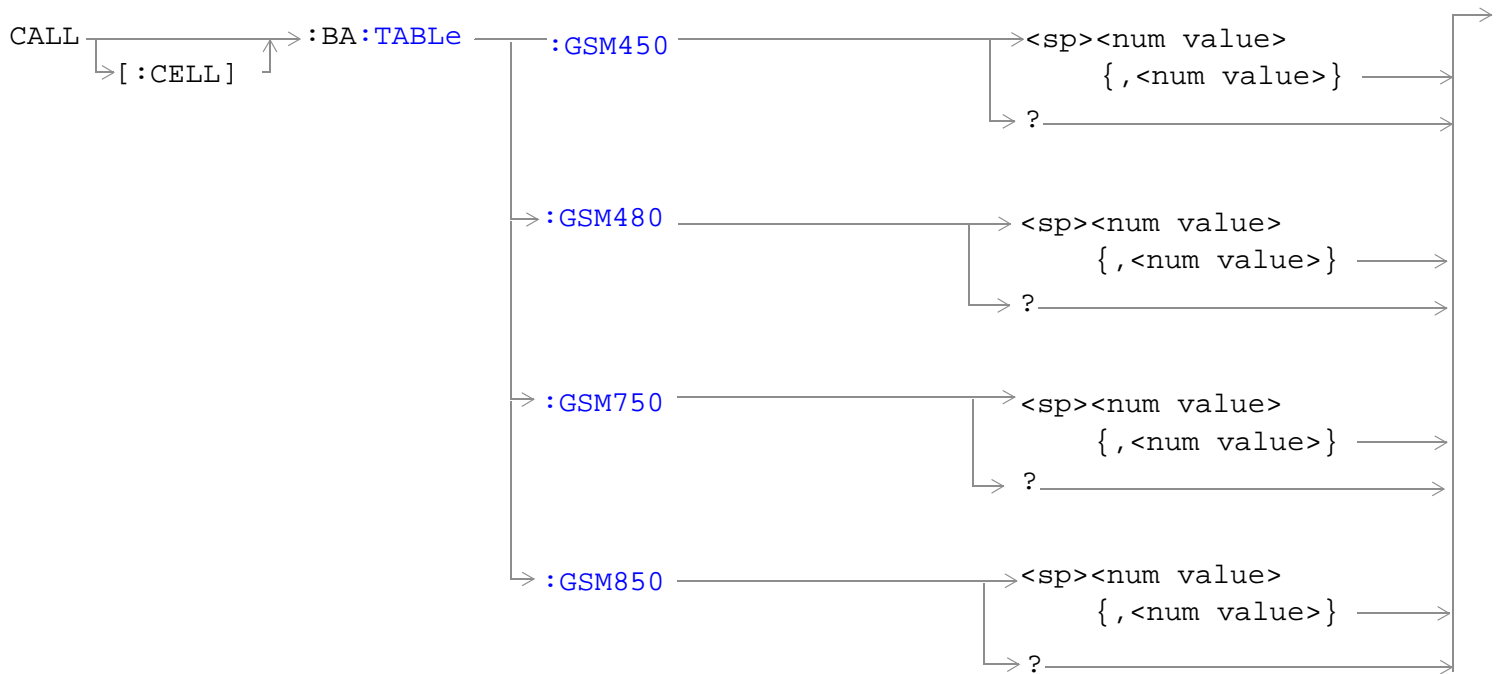 CALL :BA:TABLe :GSM450 <sp><num value>
[:CELL] {,<num value>}
?
:GSM480 <sp><num value>
{,<num value>}
?
:GSM750 <sp><num value>
{,<num value>}
?
:GSM850 <sp><num value>
{,<num value>}
?